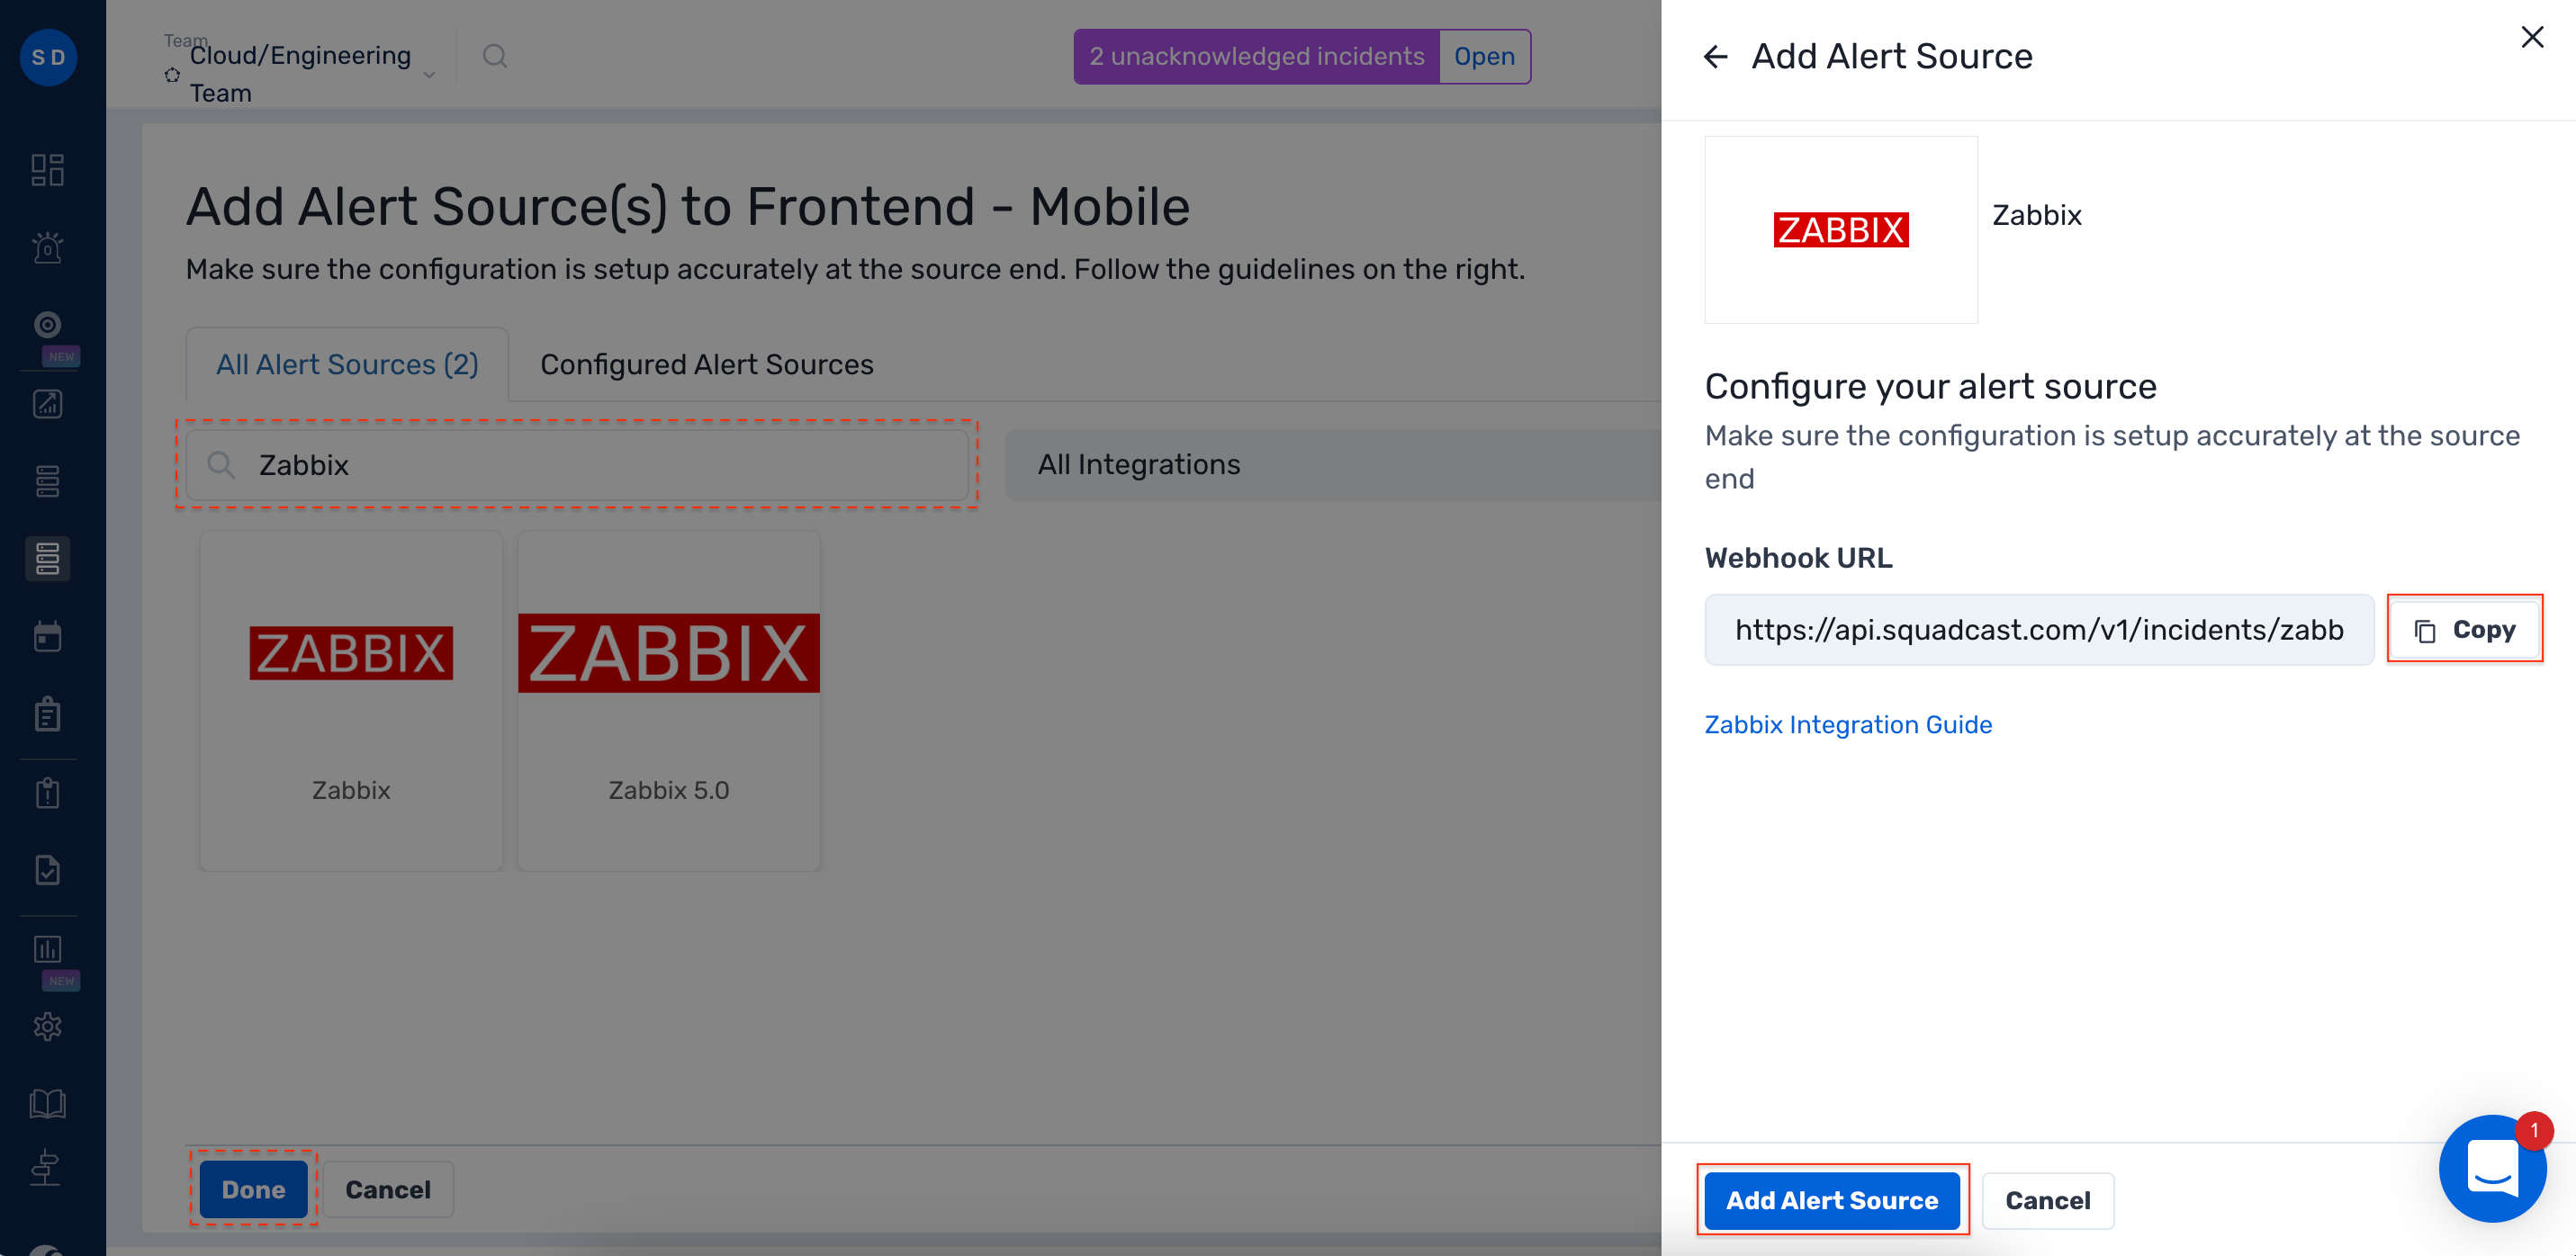 S D
Team
Cloud/Engineering
Team
2 unacknowledged incidents
Open
NEW
NEW
Add Alert Source(s) to Frontend - Mobile
Make sure the configuration is setup accurately at the source end. Follow the guidelines on the right.
All Alert Sources (2)
Configured Alert Sources
Zabbix
All Integrations
ZABBIX
Zabbix
ZABBIX
Zabbix 5.0
Done
Cancel
Add Alert Source
ZABBIX
Zabbix
Configure your alert source
Make sure the configuration is setup accurately at the source
end
Webhook URL
https://api.squadcast.com/v1/incidents/zabb
Copy
Zabbix Integration Guide
Add Alert Source
Cancel
1